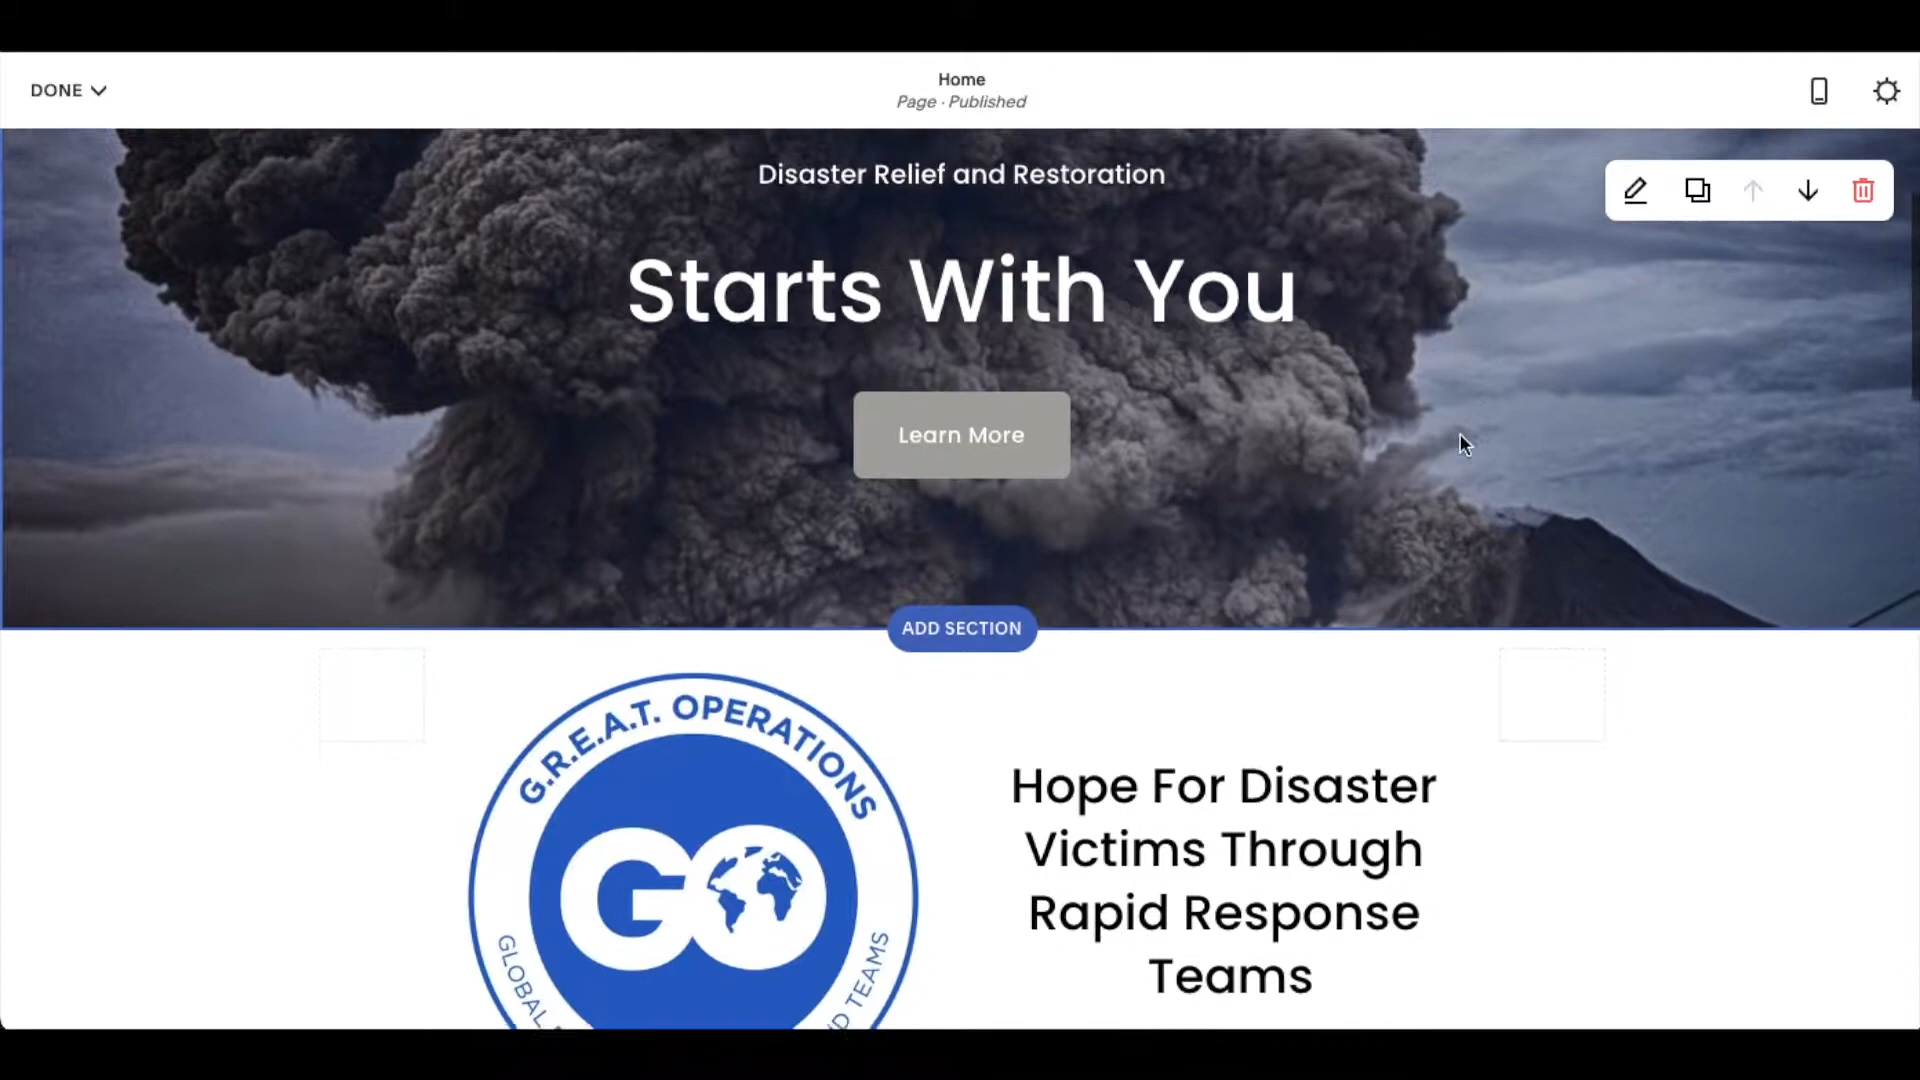 DONE
Home
Page · Published
Disaster Relief and Restoration
Starts With You
Learn More
ADD SECTION
G.R.E.A.T. OPERATIONS
GO
GLOBAL
TEAMS
Hope For Disaster
Victims Through
Rapid Response
Teams